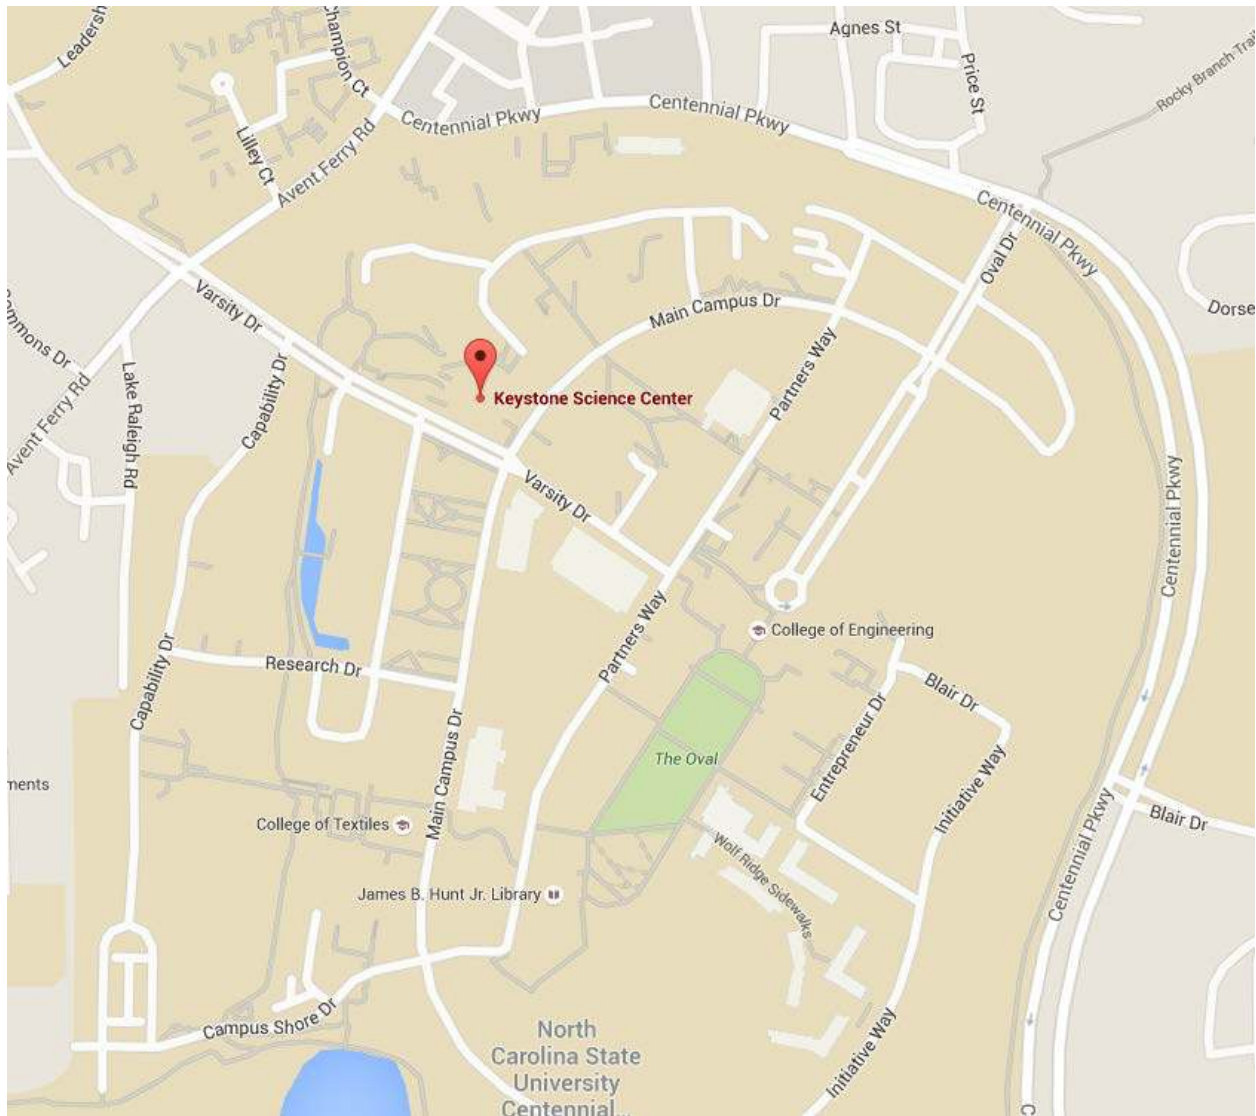 Leadersh
Champion Ct
Agnes St
Price St
Rocky Branch Trail
Centennial Pkwy
Centennial Pkwy
Lilley Ct
Avent Ferry Rd
Centennial Pkwy
Oval Dr
Varsity Dr
Main Campus Dr
Commons Dr
Dorse
Lake Raleigh Rd
Capability Dr
Partners Way
Keystone Science Center
Avent Ferry Rd
Varsity Dr
Centennial Pkwy
Partners Way
College of Engineering
Capability Dr
Research Dr
Blair Dr
Entrepreneur Dr
Main Campus Dr
The Oval
Initiative Way
ments
Blair Dr
College of Textiles
Wolf Ridge Sidewalks
Centennial Pkwy
James B. Hunt Jr. Library
Campus Shore Dr
North
Carolina State
University
Centennial...
Initiative Way
C